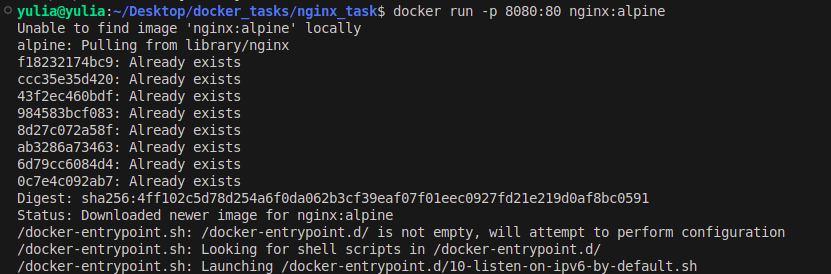 yulia@yulia:~/Desktop/docker_tasks/nginx_task$ docker run -p 8080:80 nginx:alpine
Unable to find image 'nginx:alpine' locally
alpine: Pulling from library/nginx
f18232174bc9: Already exists
ccc35e35d420: Already exists
43f2ec460bdf: Already exists
984583bcf083: Already exists
8d27c072a58f: Already exists
ab3286a73463: Already exists
6d79cc6084d4: Already exists
0c7e4c092ab7: Already exists
Digest: sha256:4ff102c5d78d254a6f0da062b3cf39eaf07f01eec0927fd21e219d0af8bc0591
Status: Downloaded newer image for nginx:alpine
/docker-entrypoint.sh: /docker-entrypoint.d/ is not empty, will attempt to perform configuration
/docker-entrypoint.sh: Looking for shell scripts in /docker-entrypoint.d/
/docker-entrypoint.sh: Launching /docker-entrypoint.d/10-listen-on-ipv6-by-default.sh